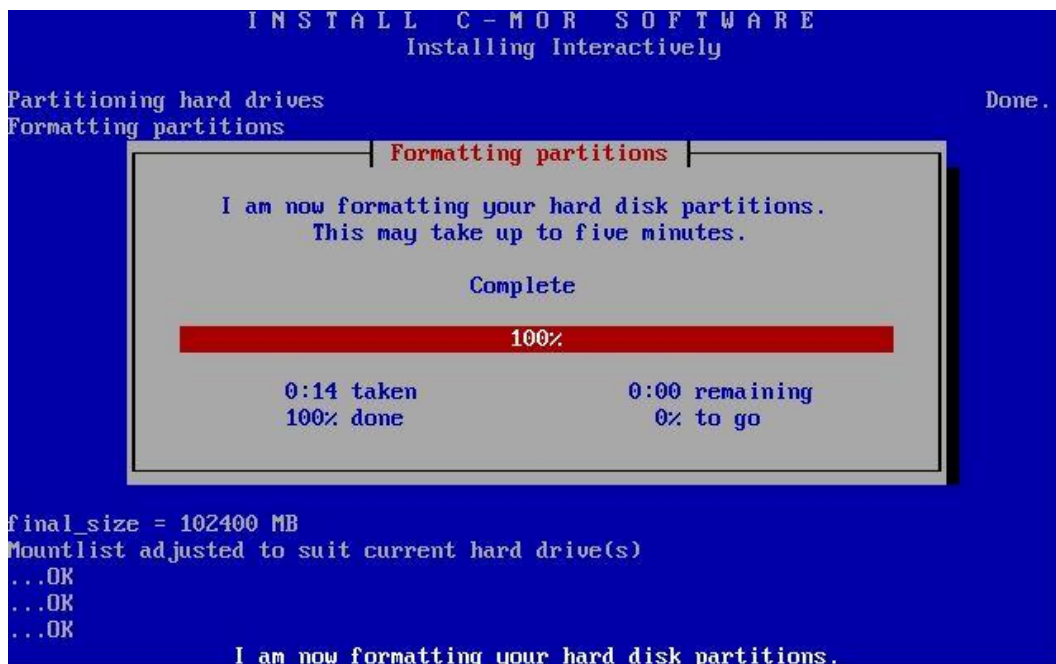 INSTALL C-MOR SOFTWARE
Installing Interactively
Partitioning hard drives Done.
Formatting partitions
Formatting partitions
I am now formatting your hard disk partitions.
This may take up to five minutes.
Complete
100%
0:14 taken 0:00 remaining
100% done 0% to go
final_size = 102400 MB
Mountlist adjusted to suit current hard drive(s)
...OK
...OK
...OK
I am now formatting your hard disk partitions.